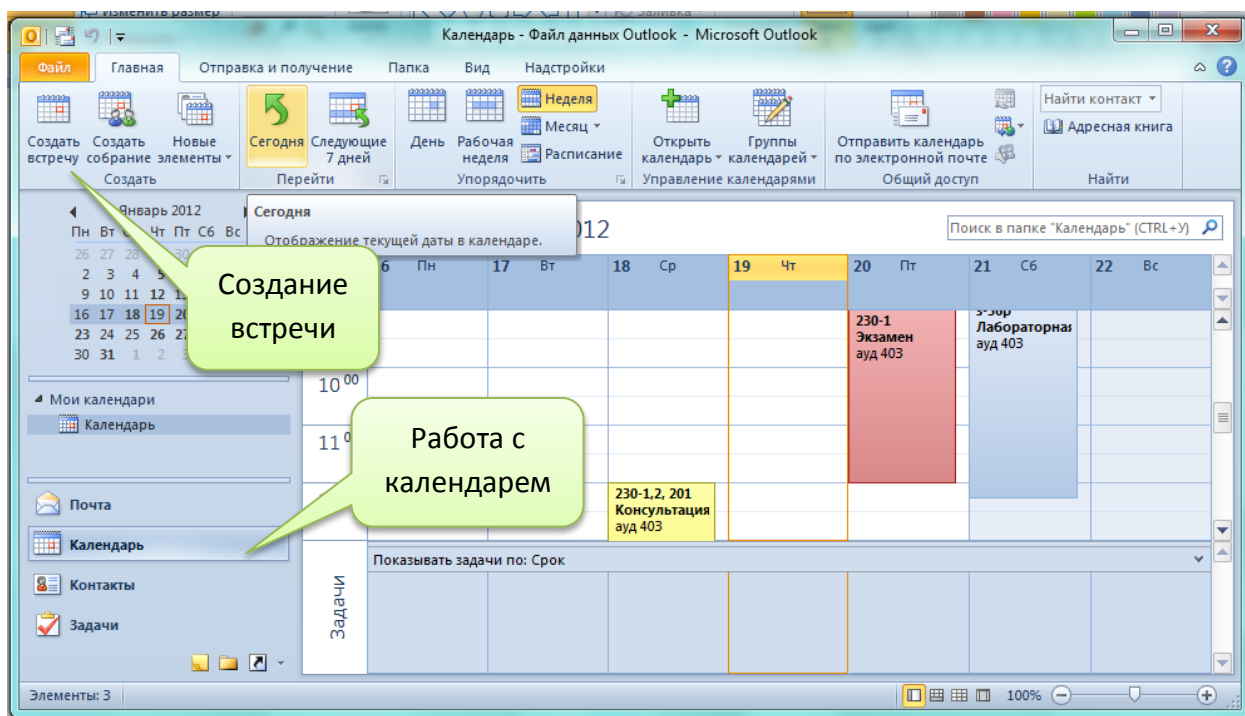 Изменить размер
Заливка
Календарь - Файл данных Outlook - Microsoft Outlook
Файл Главная Отправка и получение Папка Вид Надстройки
Создать встречу
Создать собрание
Новые элементы
Сегодня
Следующие 7 дней
День
Рабочая неделя
Неделя
Месяц
Расписание
Открыть календарь
Группы календарей
Отправить календарь по электронной почте
Найти контакт
Адресная книга
Создать Перейти Упорядочить Управление календарями Общий доступ Найти
Январь 2012
Пн Вт Чт Пт Сб Вс
26 27 28 30
2 3 4 5
9 10 11 12
16 17 18 19 20
23 24 25 26 27
30 31 1 2
Сегодня
Отображение текущей даты в календаре.
Поиск в папке "Календарь" (CTRL+У)
Пн 17 Вт 18 Ср 19 Чт 20 Пт 21 Сб 22 Вс
Создание
встречи
230-1
Экзамен
ауд 403
Лабораторная
ауд 403
10 00
11
Мои календари
Календарь
Работа с
календарем
230-1,2, 201
Консультация
ауд 403
Почта
Календарь
Контакты
Задачи
Показывать задачи по: Срок
Задачи
Элементы: 3
100%